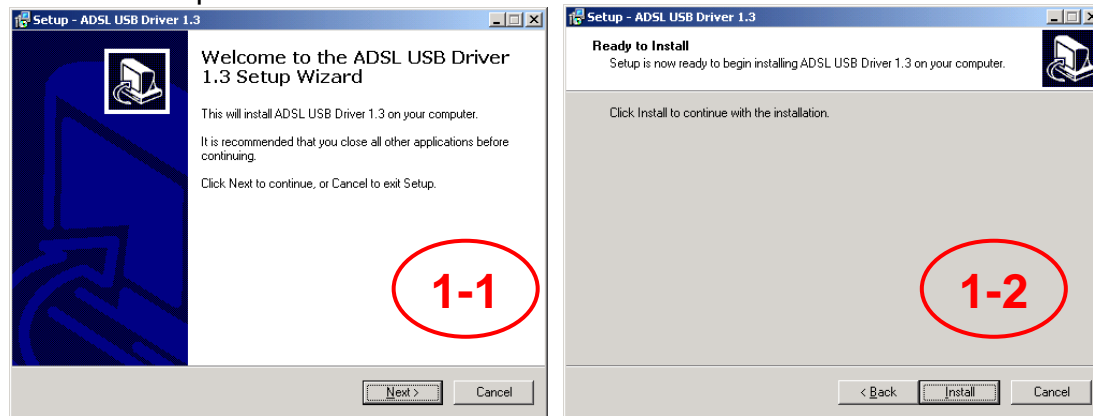 Setup - ADSL USB Driver 1.3
Welcome to the ADSL USB Driver
1.3 Setup Wizard
This will install ADSL USB Driver 1.3 on your computer.
It is recommended that you close all other applications before
continuing.
Click Next to continue, or Cancel to exit Setup.
1-1
Next >
Cancel
Setup - ADSL USB Driver 1.3
Ready to Install
Setup is now ready to begin installing ADSL USB Driver 1.3 on your computer.
Click Install to continue with the installation.
1-2
< Back
Install
Cancel